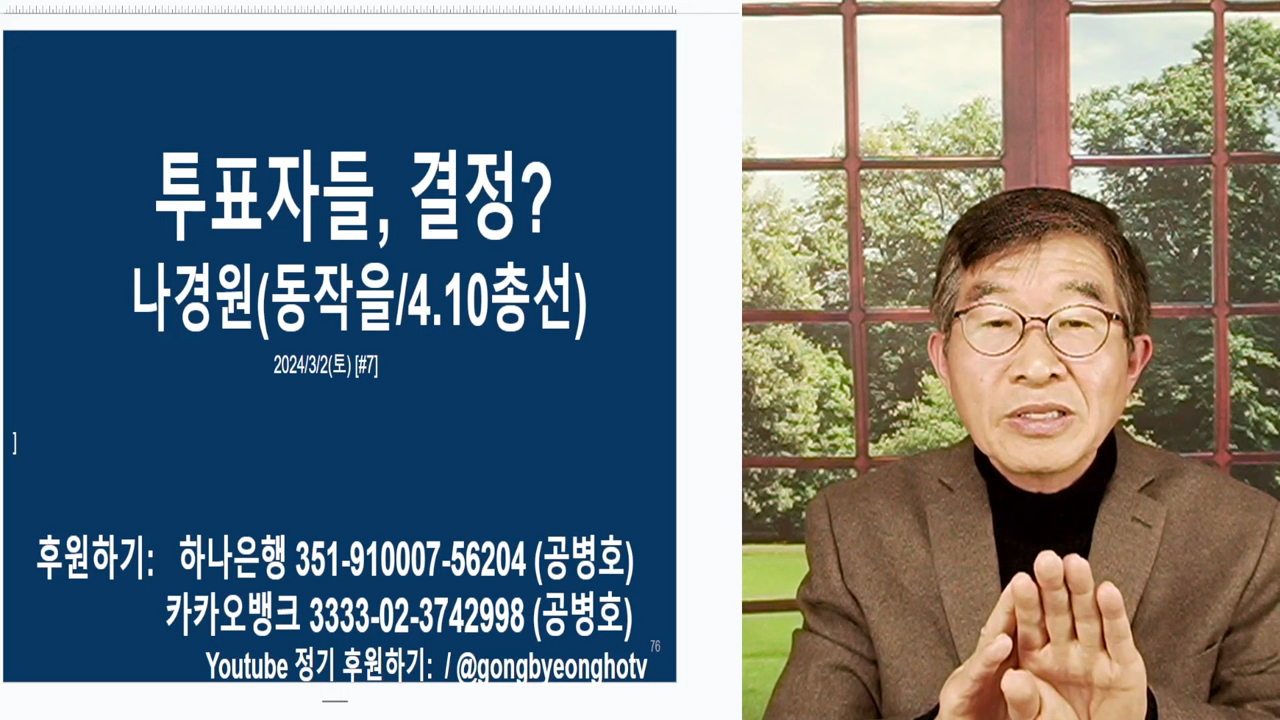 투표자들, 결정?
나경원(동작을/4.10총선)
2024/3/2(토) [#7]
]
후원하기: 하나은행 351-910007-56204 (공병호)
카카오뱅크 3333-02-3742998 (공병호)
76
Youtube 정기 후원하기: / @gongbyeonghotv